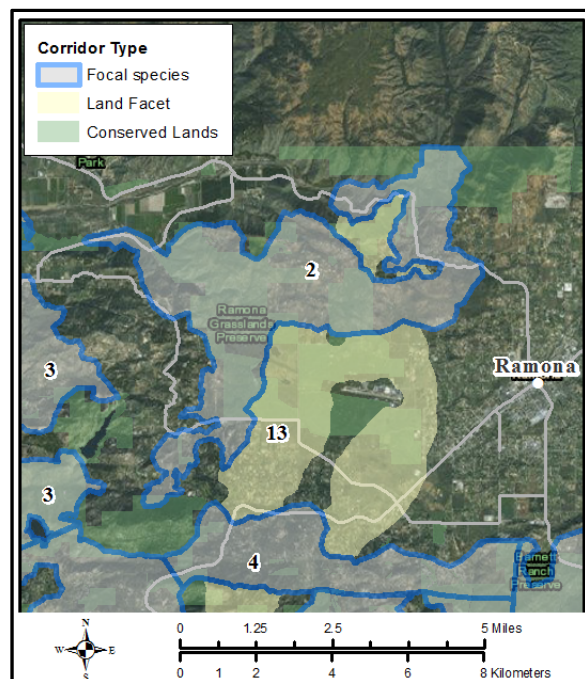 Corridor Type
Focal species
Land Facet
Conserved Lands
Park
2
Ramona
Grasslands
Preserve
3
Ramona
13
3
4
Barnett
Ranch
Preserve
N
W E
S
0 1.25 2.5 5 Miles
0 1 2 4 6 8 Kilometers